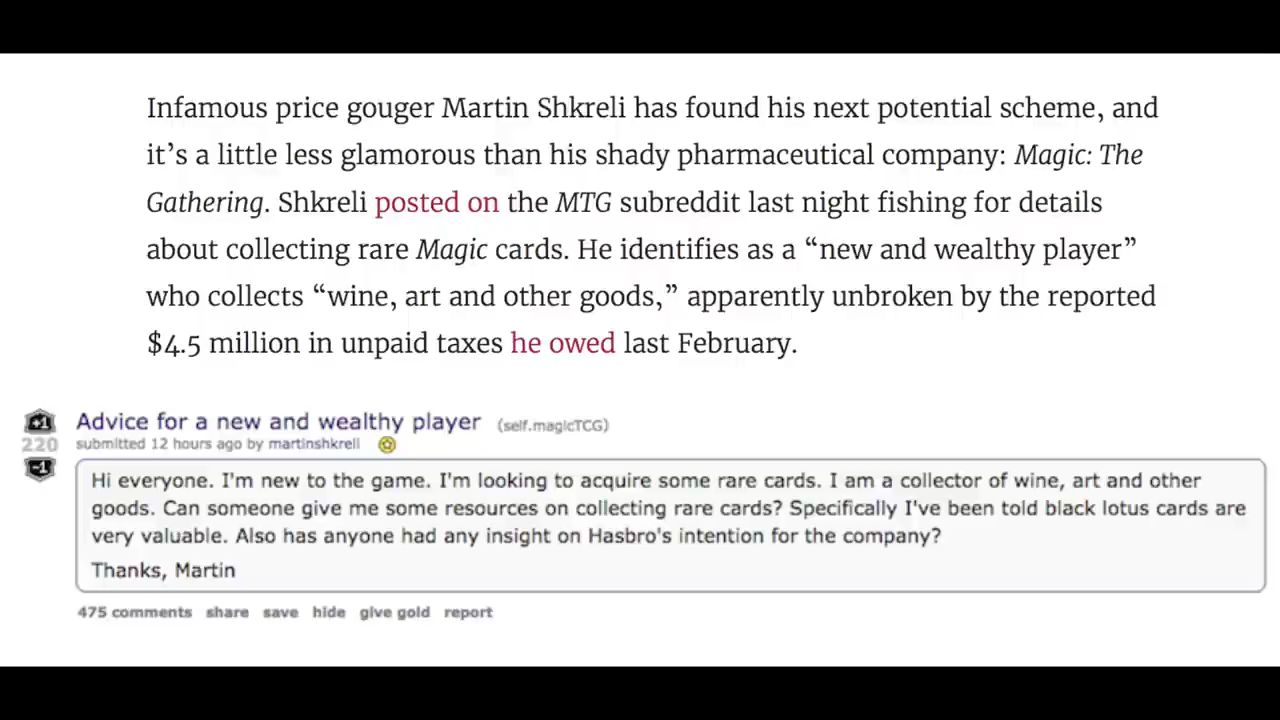 Infamous price gouger Martin Shkreli has found his next potential scheme, and
it’s a little less glamorous than his shady pharmaceutical company: Magic: The
Gathering. Shkreli posted on the MTG subreddit last night fishing for details
about collecting rare Magic cards. He identifies as a “new and wealthy player”
who collects “wine, art and other goods,” apparently unbroken by the reported
$4.5 million in unpaid taxes he owed last February.
+1
Advice for a new and wealthy player (self.magicTCG)
220 submitted 12 hours ago by martinshkreli
-1
Hi everyone. I'm new to the game. I'm looking to acquire some rare cards. I am a collector of wine, art and other
goods. Can someone give me some resources on collecting rare cards? Specifically I've been told black lotus cards are
very valuable. Also has anyone had any insight on Hasbro's intention for the company?
Thanks, Martin
475 comments share save hide give gold report